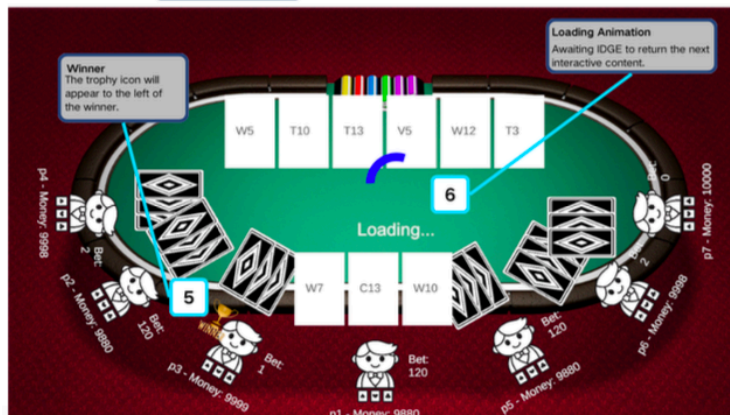 Winner
The trophy icon will
appear to the left of
the winner.
Loading Animation
Awaiting IDGE to return the next
interactive content.
W5
T10
T13
V5
W12
T3
6
Loading...
W7
C13
W10
5
WINNER
p4 - Money: 9998
Bet:
2
p2 - Money: 9880
Bet:
120
p3 - Money: 9999
Bet:
1
p1 - Money: 9880
Bet:
120
p5 - Money: 9880
Bet:
120
p6 - Money: 9998
Bet:
2
p7 - Money: 10000
Bet:
0